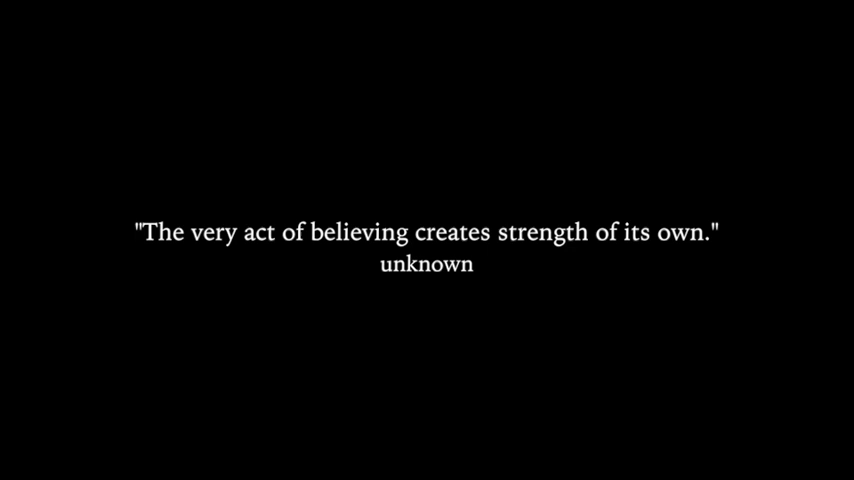 "The very act of believing creates strength of its own."
unknown